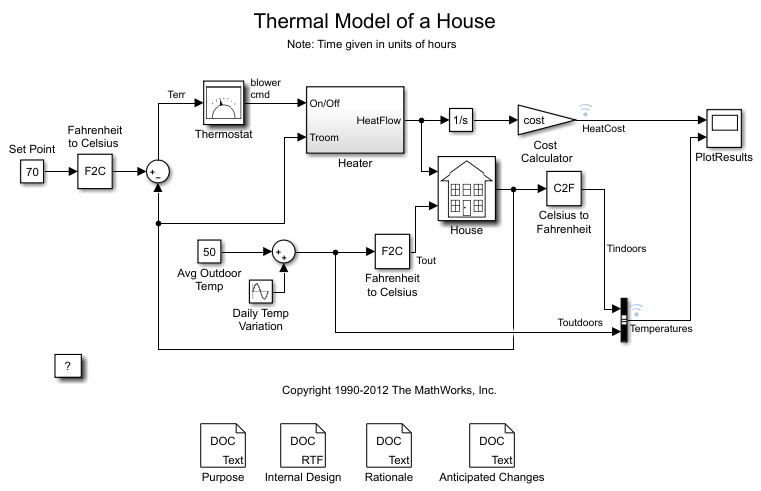 Thermal Model of a House
Note: Time given in units of hours
Terr
blower
cmd
Thermostat
On/Off
Troom
HeatFlow
Heater
1/s
cost
Cost
Calculator
HeatCost
PlotResults
Set Point
70
Fahrenheit
to Celsius
F2C
House
C2F
Celsius to
Fahrenheit
50
Avg Outdoor
Temp
Daily Temp
Variation
F2C
Tout
Fahrenheit
to Celsius
Tindoors
Toutdoors
Temperatures
?
Copyright 1990-2012 The MathWorks, Inc.
DOC
Text
Purpose
DOC
RTF
Internal Design
DOC
Text
Rationale
DOC
Text
Anticipated Changes